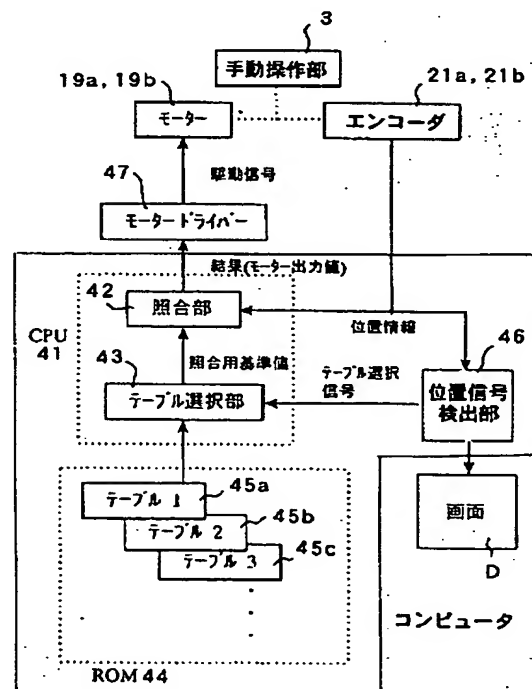 3
手動操作部
19a, 19b
モーター
21a, 21b
エンコーダ
駆動信号
47
モータードライバー
結果(モーター出力値)
42
照合部
位置情報
CPU
41
43
照合用基準値
テーブル選択
信号
46
テーブル選択部
位置信号
検出部
テーブル 1
45a
テーブル 2
45b
テーブル 3
45c
画面
D
コンピュータ
ROM 44